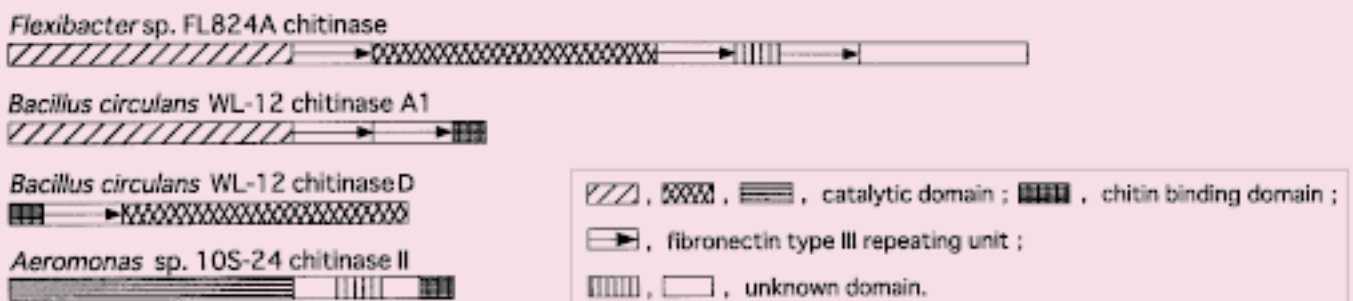 Flexibacter sp. FL824A chitinase
Bacillus circulans WL-12 chitinase A1
Bacillus circulans WL-12 chitinase D
Aeromonas sp. 10S-24 chitinase II
, , , catalytic domain ; , chitin binding domain ;
, fibronectin type III repeating unit ;
, , unknown domain.